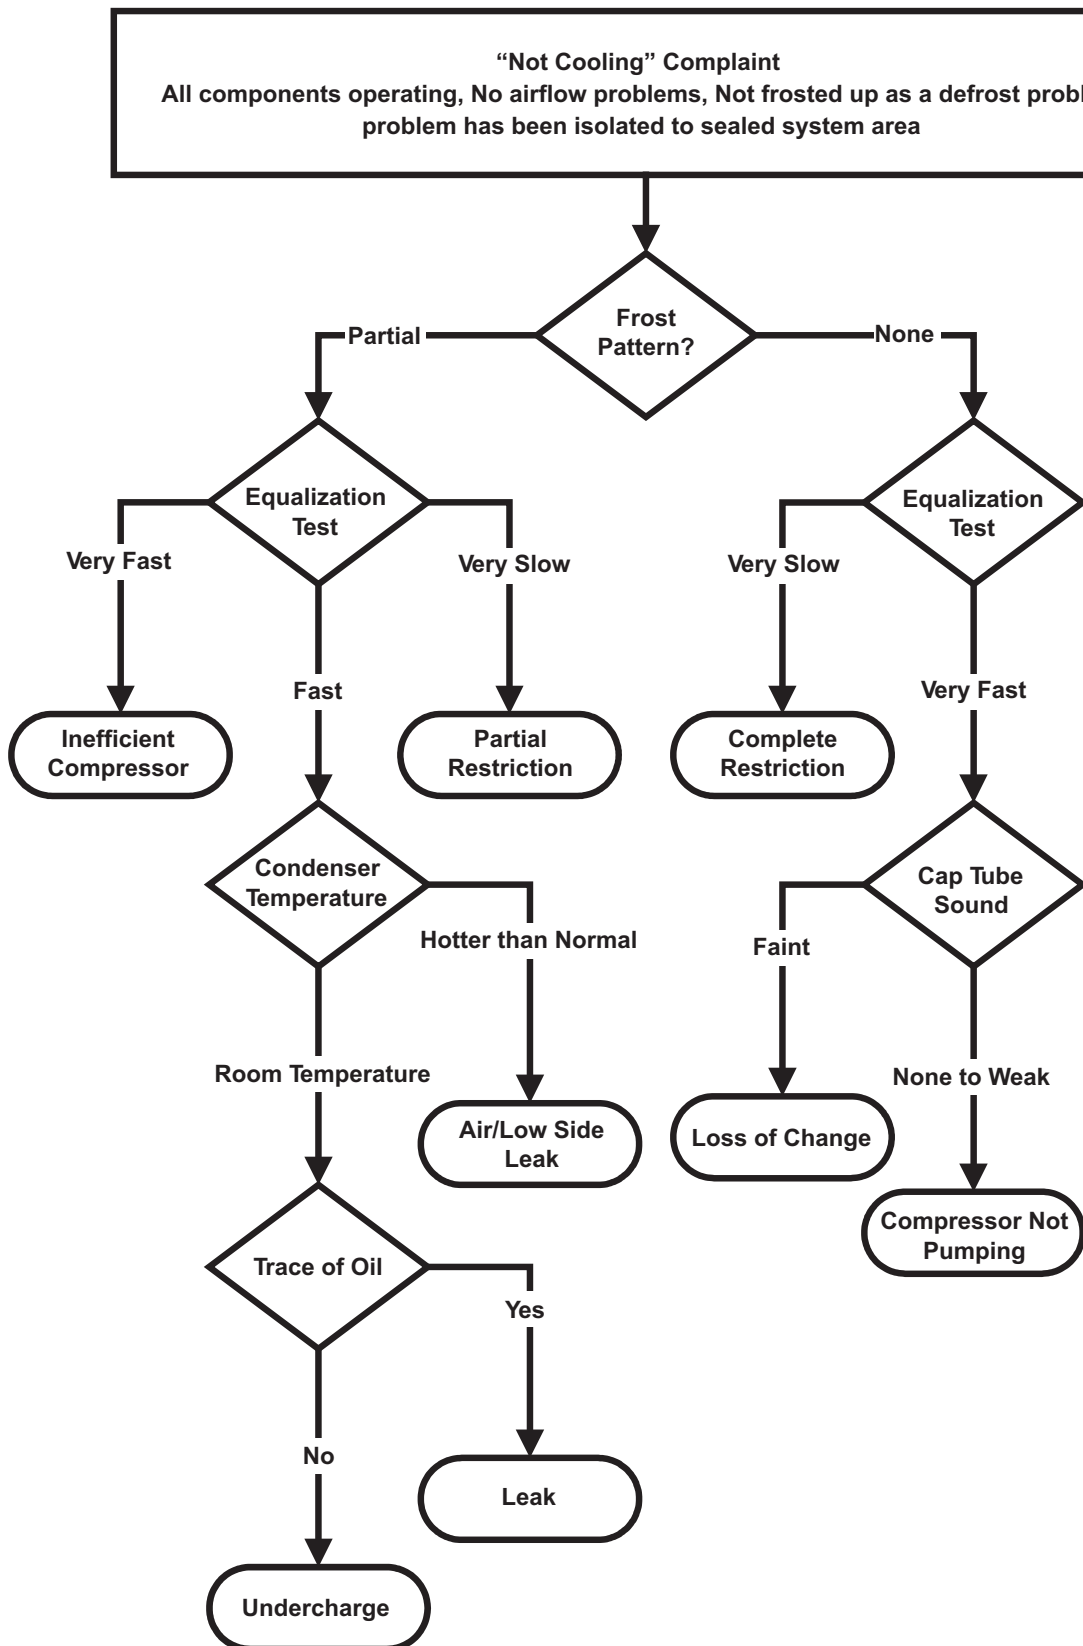 “Not Cooling” Complaint
All components operating, No airflow problems, Not frosted up as a defrost
problem has been isolated to sealed system area
Frost
Pattern?
Partial
None
Equalization
Test
Equalization
Test
Very Fast
Very Slow
Very Slow
Fast
Very Fast
Inefficient
Compressor
Partial
Restriction
Complete
Restriction
Condenser
Temperature
Cap Tube
Sound
Hotter than Normal
Faint
Room Temperature
None to Weak
Air/Low Side
Leak
Loss of Change
Compressor Not
Pumping
Trace of Oil
Yes
No
Leak
Undercharge